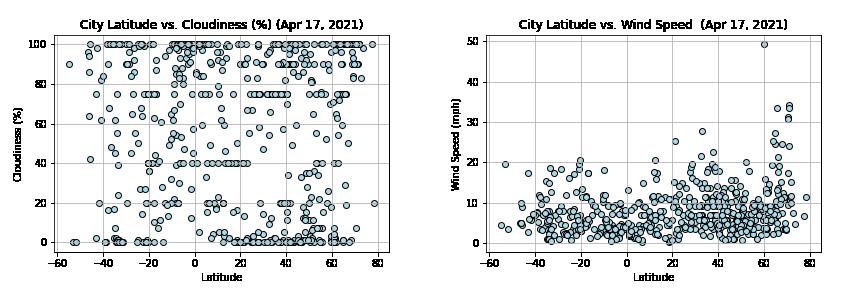 City Latitude vs. Cloudiness (%) (Apr 17, 2021)
100
80
60
40
20
0
Cloudiness (%)
−60 −40 −20 0 20 40 60 80
Latitude
City Latitude vs. Wind Speed (Apr 17, 2021)
50
40
30
20
10
0
Wind Speed (mph)
−60 −40 −20 0 20 40 60 80
Latitude